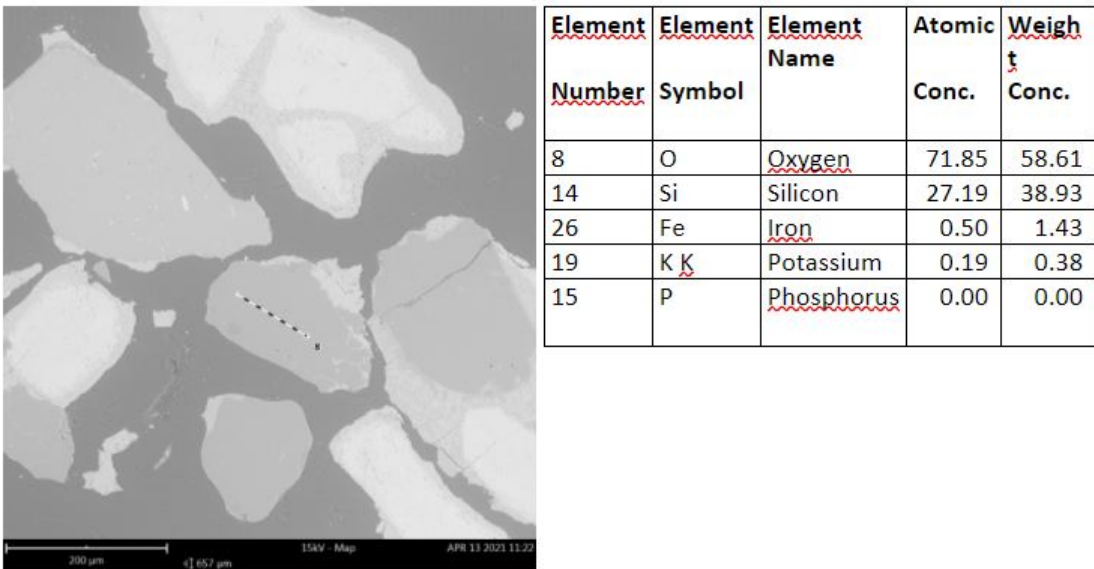 Element Number Element Symbol Element Name Atomic Conc. Weigh t Conc.
8 O Oxygen 71.85 58.61
14 Si Silicon 27.19 38.93
26 Fe Iron 0.50 1.43
19 K K Potassium 0.19 0.38
15 P Phosphorus 0.00 0.00
200 µm 657 µm 15kV - Map APR 13 2021 11:22